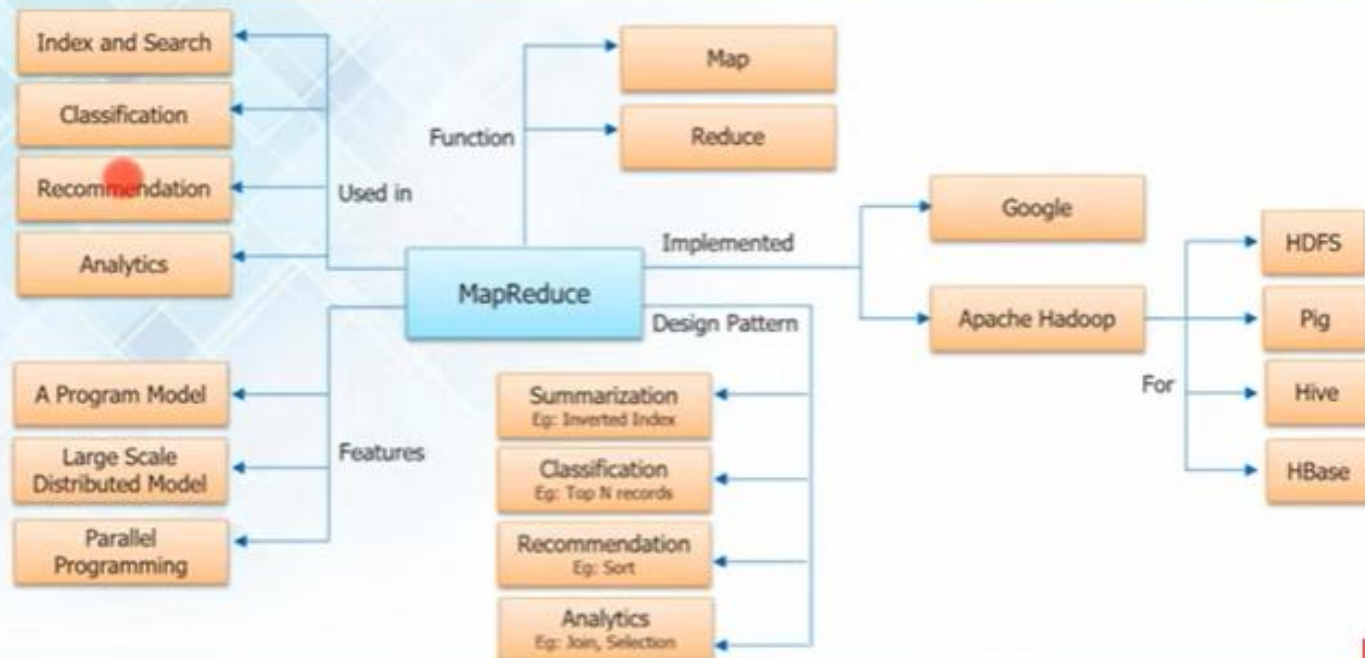 Index and Search
Classification
Recommendation
Analytics
Used in
Function
Map
Reduce
MapReduce
Implemented
Google
Apache Hadoop
For
HDFS
Pig
Hive
HBase
Design Pattern
Summarization
Eg: Inverted Index
Classification
Eg: Top N records
Recommendation
Eg: Sort
Analytics
Eg: Join, Selection
Features
A Program Model
Large Scale
Distributed Model
Parallel
Programming